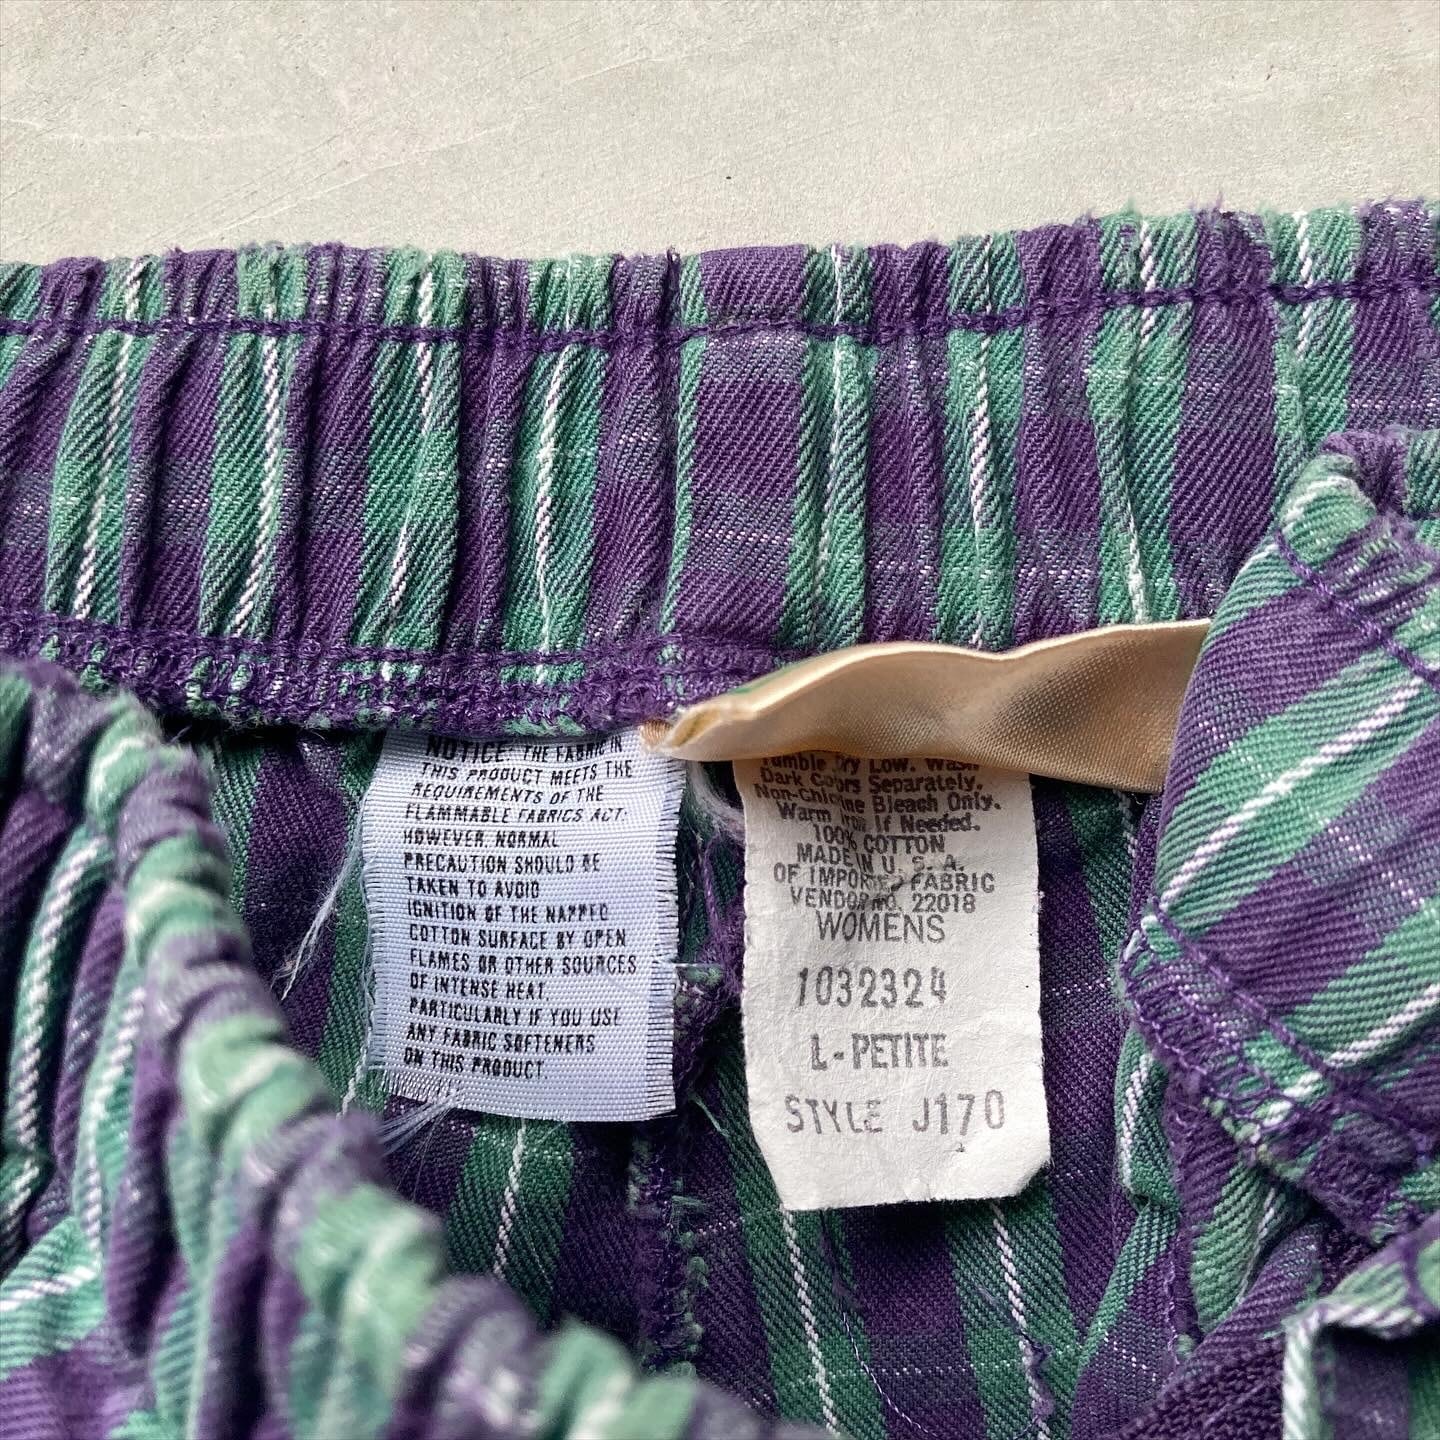 NOTICE: THE FABRIC IN
THIS PRODUCT MEETS THE
REQUIREMENTS OF THE
FLAMMABLE FABRICS ACT.
HOWEVER, NORMAL
PRECAUTION SHOULD BE
TAKEN TO AVOID
IGNITION OF THE NAPPED
COTTON SURFACE BY OPEN
FLAMES OR OTHER SOURCES
OF INTENSE HEAT,
PARTICULARLY IF YOU USE
ANY FABRIC SOFTENERS
ON THIS PRODUCT.
Tumble Dry Low. Wash
Dark Colors Separately.
Non-Chlorine Bleach Only.
Warm Iron If Needed.
100% COTTON
MADE IN U. S. A.
OF IMPORTED FABRIC
VENDOR NO. 22018
WOMENS
1032324
L-PETITE
STYLE J170